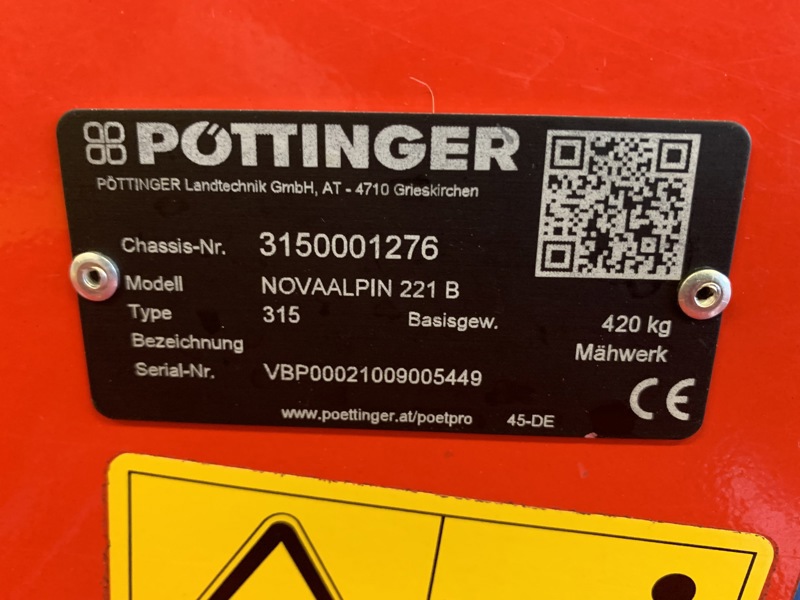 PÖTTINGER
PÖTTINGER Landtechnik GmbH, AT - 4710 Grieskirchen
Chassis-Nr. 3150001276
Modell NOVAALPIN 221 B
Type 315 Basisgew. 420 kg
Bezeichnung Mähwerk
Serial-Nr. VBP00021009005449
www.poettinger.at/poetpro 45-DE
CE